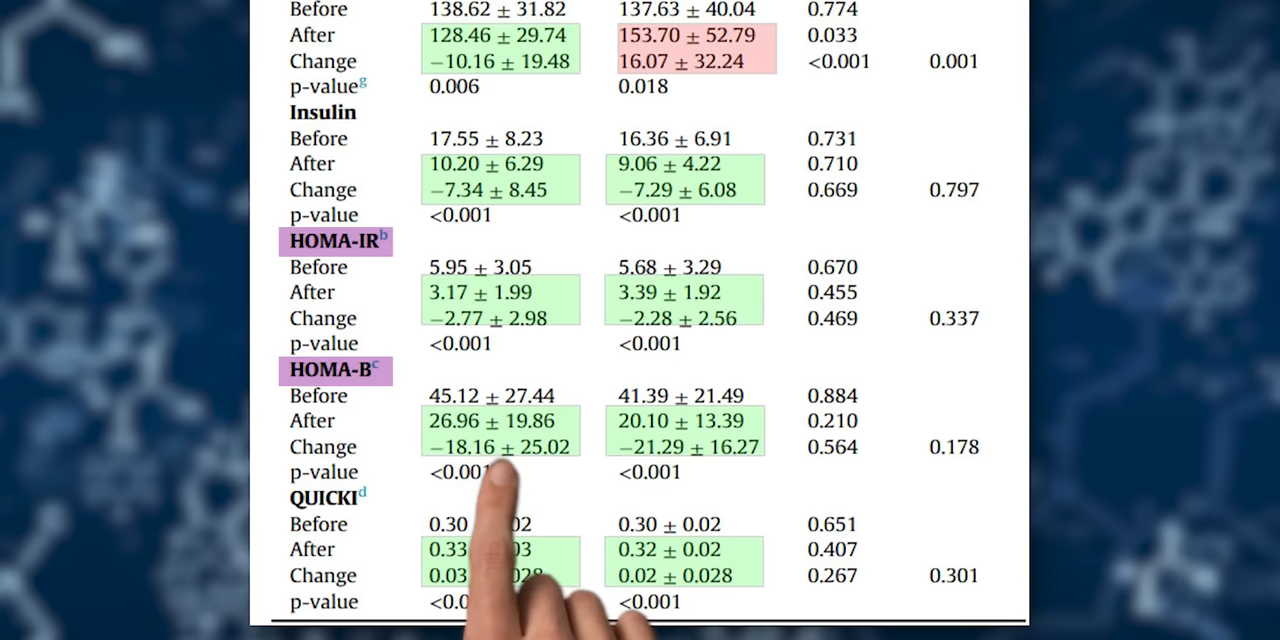 Before 138.62 ± 31.82 137.63 ± 40.04 0.774
After 128.46 ± 29.74 153.70 ± 52.79 0.033
Change −10.16 ± 19.48 16.07 ± 32.24 <0.001 0.001
p-valueg 0.006 0.018
Insulin
Before 17.55 ± 8.23 16.36 ± 6.91 0.731
After 10.20 ± 6.29 9.06 ± 4.22 0.710
Change −7.34 ± 8.45 −7.29 ± 6.08 0.669 0.797
p-value <0.001 <0.001
HOMA-IRb
Before 5.95 ± 3.05 5.68 ± 3.29 0.670
After 3.17 ± 1.99 3.39 ± 1.92 0.455
Change −2.77 ± 2.98 −2.28 ± 2.56 0.469 0.337
p-value <0.001 <0.001
HOMA-Bc
Before 45.12 ± 27.44 41.39 ± 21.49 0.884
After 26.96 ± 19.86 20.10 ± 13.39 0.210
Change −18.16 ± 25.02 −21.29 ± 16.27 0.564 0.178
p-value <0.001 <0.001
QUICKId
Before 0.30 02 0.30 ± 0.02 0.651
After 0.33 03 0.32 ± 0.02 0.407
Change 0.03 028 0.02 ± 0.028 0.267 0.301
p-value <0.0 <0.001